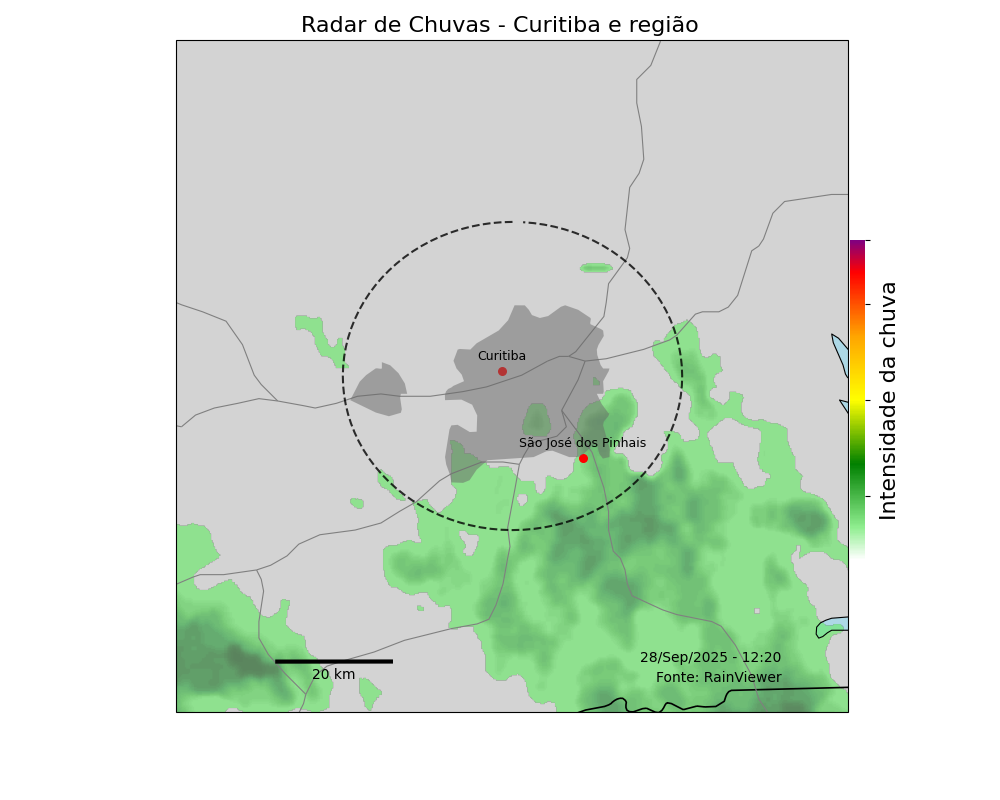 Radar de Chuvas - Curitiba e região
Curitiba
São José dos Pinhais
Intensidade da chuva
28/Sep/2025 - 12:20
20 km
Fonte: RainViewer